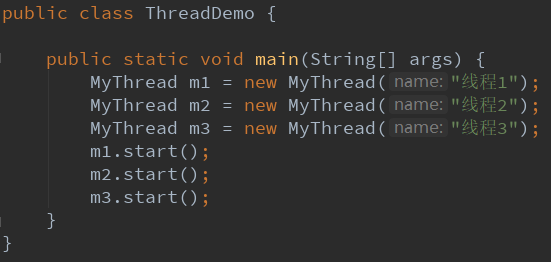 public class ThreadDemo {
public static void main(String[] args) {
MyThread m1 = new MyThread( name: "线程1");
MyThread m2 = new MyThread( name: "线程2");
MyThread m3 = new MyThread( name: "线程3");
m1.start();
m2.start();
m3.start();
}
}